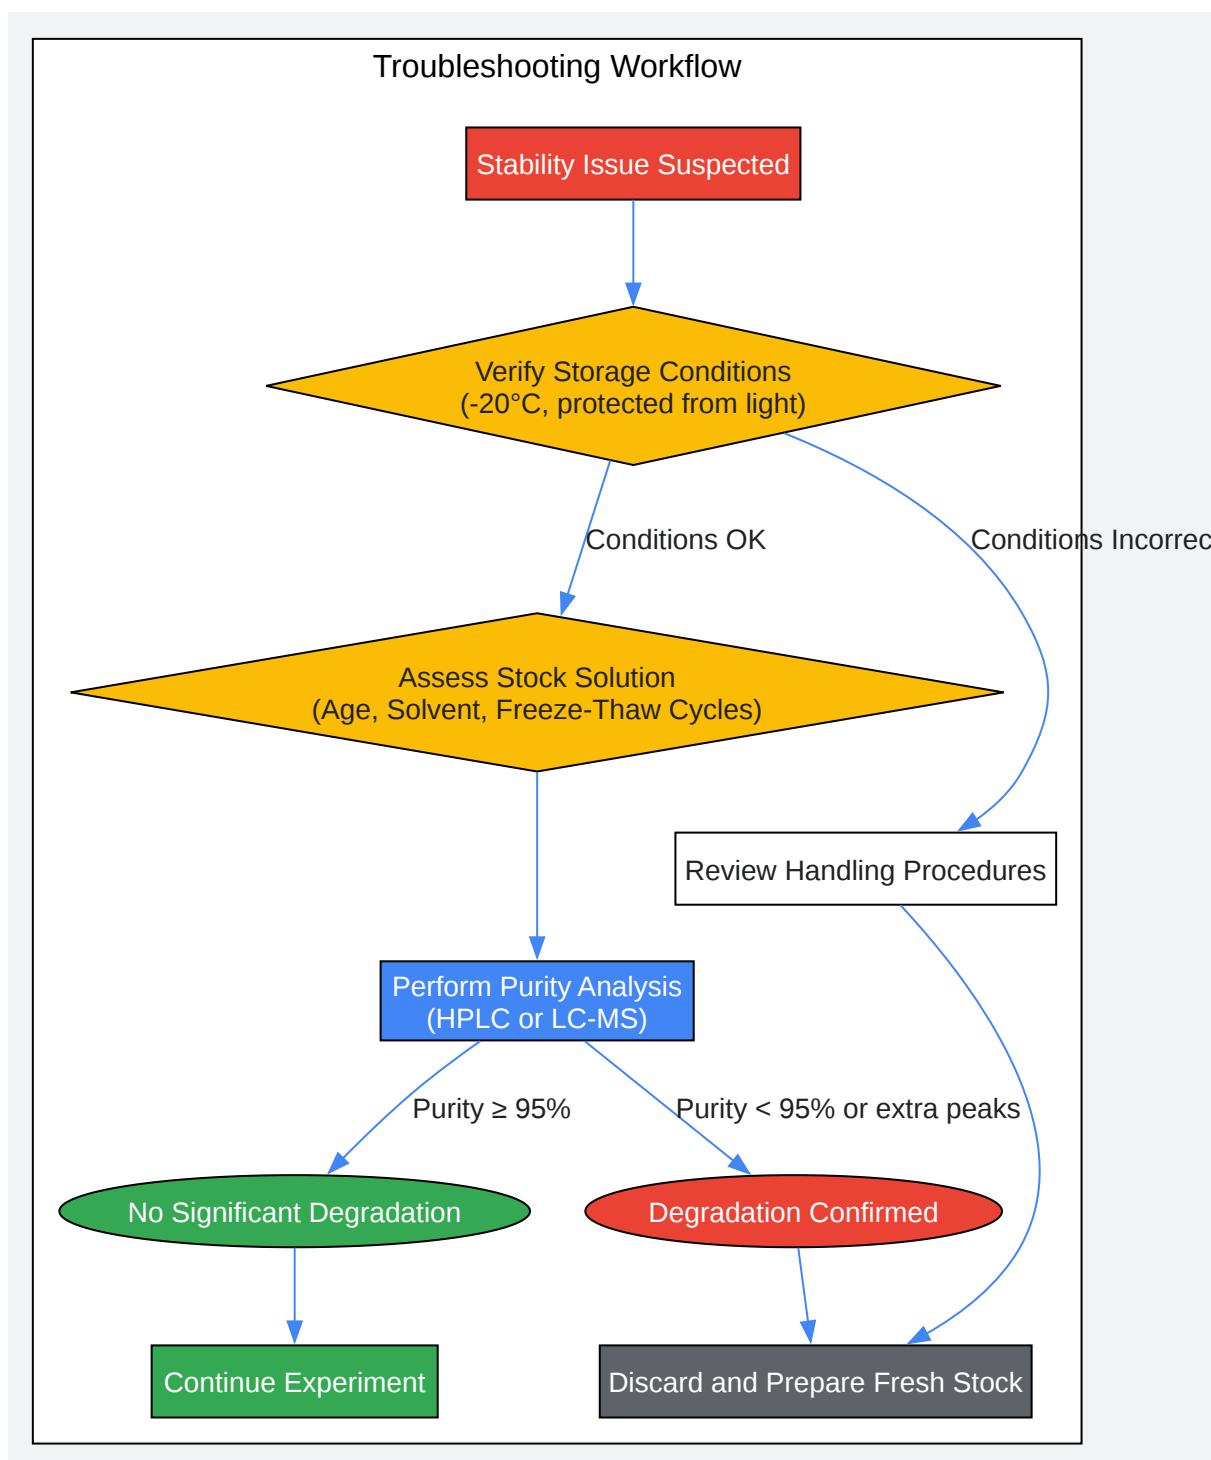 Troubleshooting Workflow
Stability Issue Suspected
Verify Storage Conditions
(-20°C, protected from light)
Conditions OK
Conditions Incorrec
Assess Stock Solution
(Age, Solvent, Freeze-Thaw Cycles)
Review Handling Procedures
Perform Purity Analysis
(HPLC or LC-MS)
Purity ≥ 95%
Purity < 95% or extra peaks
No Significant Degradation
Degradation Confirmed
Continue Experiment
Discard and Prepare Fresh Stock